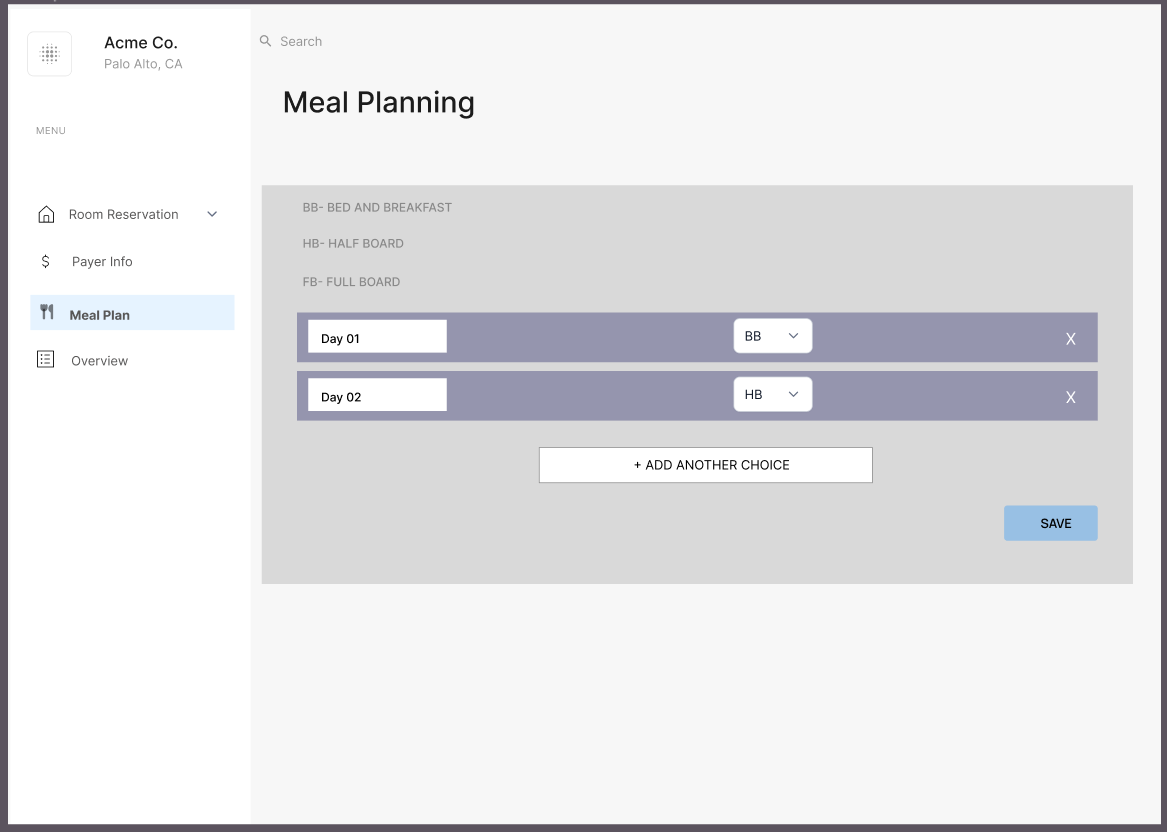 Acme Co.
Palo Alto, CA
MENU
Room Reservation
$ Payer Info
Meal Plan
Overview
Search
Meal Planning
BB- BED AND BREAKFAST
HB- HALF BOARD
FB- FULL BOARD
Day 01 BB X
Day 02 HB X
+ ADD ANOTHER CHOICE
SAVE